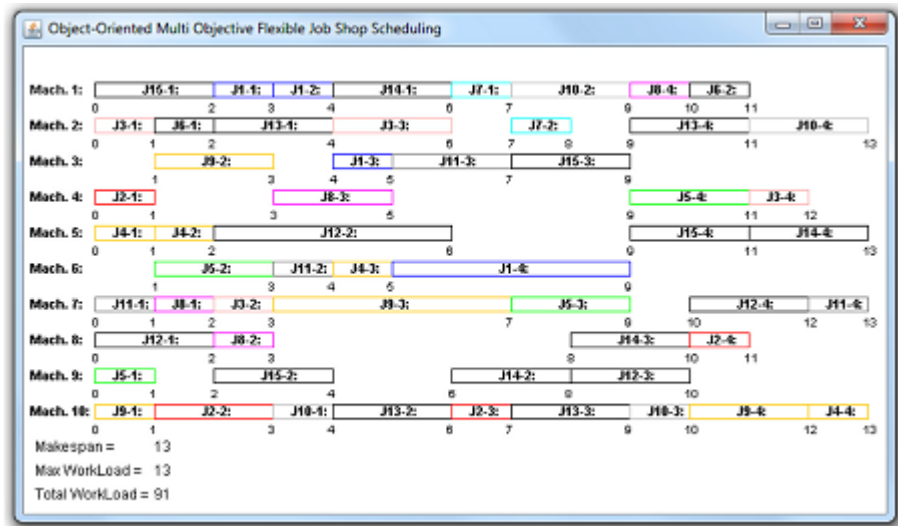 Object-Oriented Multi Objective Flexible Job Shop Scheduling
Mach. 1: J15-1: J1-1: J1-2: J14-1: J7-1: J10-2: J8-4: J6-2:
0 2 3 4 6 7 9 10 11
Mach. 2: J3-1: J6-1: J13-1: J3-3: J7-2: J13-4: J10-4:
0 1 2 4 6 7 8 9 11 13
Mach. 3: J9-2: J1-3: J11-3: J15-3:
1 3 4 5 7 9
Mach. 4: J2-1: J8-3: J5-4: J3-4:
0 1 3 5 9 11 12
Mach. 5: J4-1: J4-2: J12-2: J15-4: J14-4:
0 1 2 6 9 11 13
Mach. 6: J5-2: J11-2: J4-3: J1-4:
1 3 4 5 9
Mach. 7: J11-1: J8-1: J3-2: J9-3: J5-3: J12-4: J11-4:
0 1 2 3 7 9 10 12 13
Mach. 8: J12-1: J8-2: J14-3: J2-4:
0 2 3 8 10 11
Mach. 9: J5-1: J15-2: J14-2: J12-3:
0 1 2 4 6 8 10
Mach. 10: J9-1: J2-2: J10-1: J13-2: J2-3: J13-3: J10-3: J9-4: J4-4:
0 1 3 4 6 7 9 10 12 13
Makespan = 13
Max WorkLoad = 13
Total WorkLoad = 91